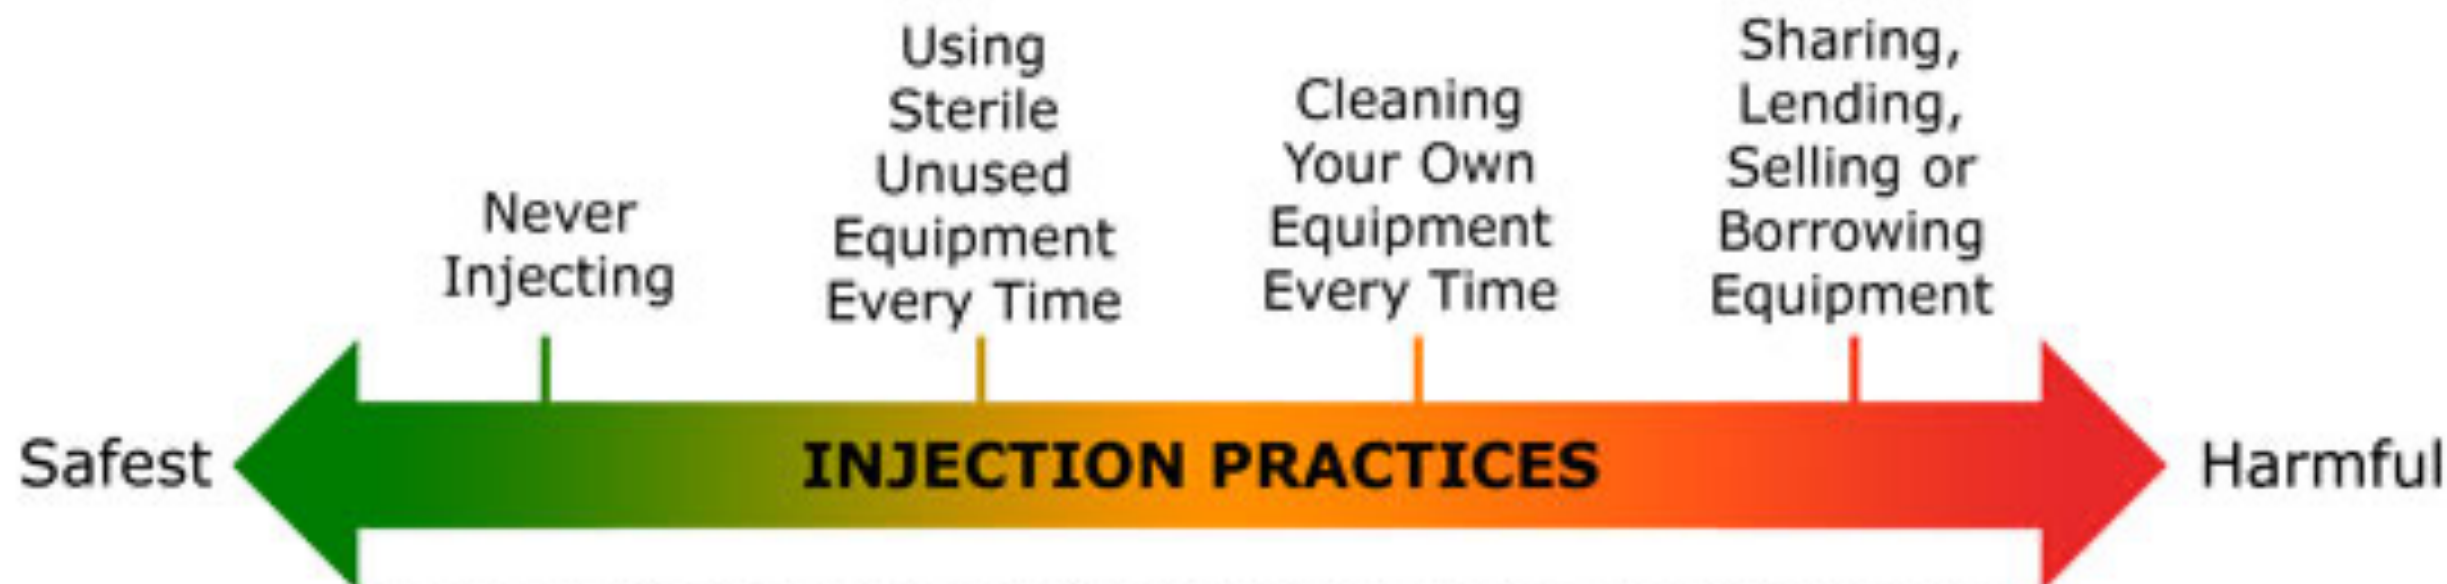 Never
Injecting
Using
Sterile
Unused
Equipment
Every Time
Cleaning
Your Own
Equipment
Every Time
Sharing,
Lending,
Selling or
Borrowing
Equipment
Safest
INJECTION PRACTICES
Harmful